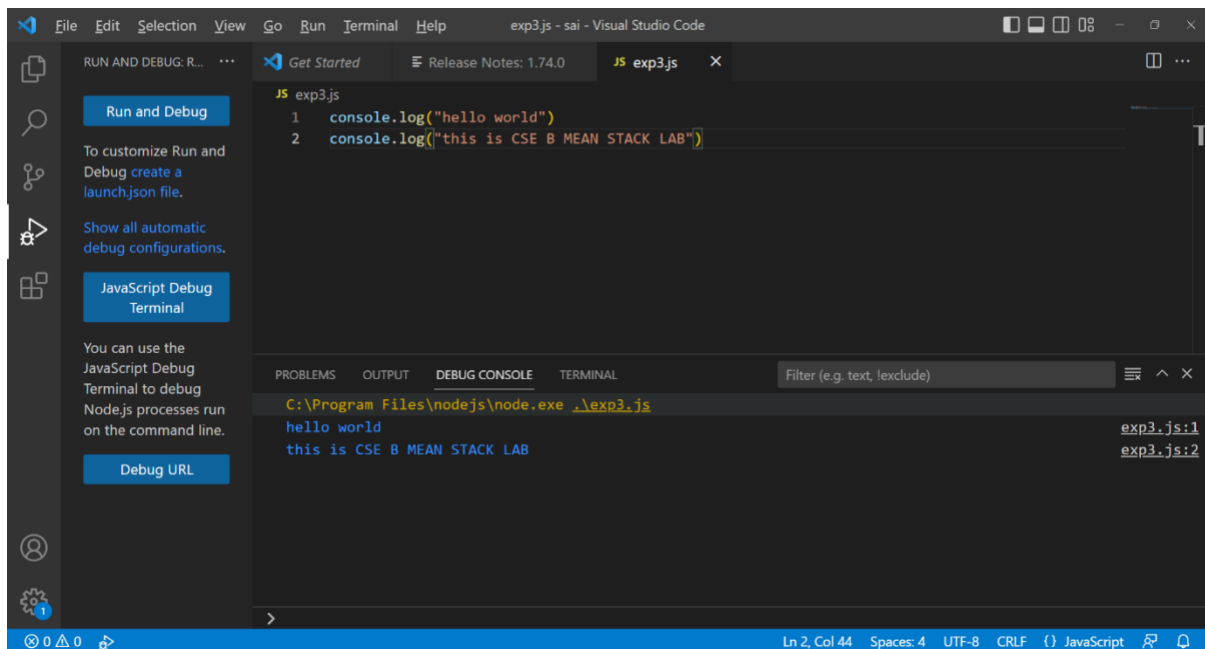 File Edit Selection View Go Run Terminal Help exp3.js - sai - Visual Studio Code
RUN AND DEBUG: R... ···
Get Started
Release Notes: 1.74.0
JS exp3.js
Run and Debug
To customize Run and
Debug create a
launch.json file.
Show all automatic
debug configurations.
JavaScript Debug
Terminal
You can use the
JavaScript Debug
Terminal to debug
Node.js processes run
on the command line.
Debug URL
JS exp3.js
1 console.log("hello world")
2 console.log("this is CSE B MEAN STACK LAB")
PROBLEMS OUTPUT DEBUG CONSOLE TERMINAL Filter (e.g. text, !exclude)
C:\Program Files\nodejs\node.exe .\exp3.js
hello world exp3.js:1
this is CSE B MEAN STACK LAB exp3.js:2
>
1
0 0 Ln 2, Col 44 Spaces: 4 UTF-8 CRLF {} JavaScript